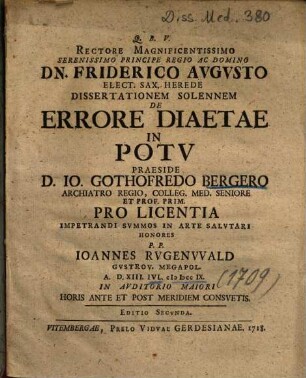 Diss. Med. 380
Q. B. V.
RECTORE MAGNIFICENTISSIMO
SERENISSIMO PRINCIPE REGIO AC DOMINO
DN. FRIDERICO AVGVSTO
ELECT. SAX. HEREDE
DISSERTATIONEM SOLENNEM
DE
ERRORE DIAETAE
IN
POTV
PRAESIDE
D. IO. GOTHOFREDO BERGERO
ARCHIATRO REGIO, COLLEG. MED. SENIORE
ET PROF. PRIM.
PRO LICENTIA
IMPETRANDI SVMMOS IN ARTE SALVTARI
HONORES
P. P.
IOANNES RVGENVVALD
GVSTROV. MEGAPOL.
A. D. XIII. IVL. cIɔ Iɔcc IX.
(1709)
IN AVDITORIO MAIORI
HORIS ANTE ET POST MERIDIEM CONSVETIS.
EDITIO SECVNDA.
VITEMBERGAE, PRELO VIDVAE GERDESIANAE, 1718.